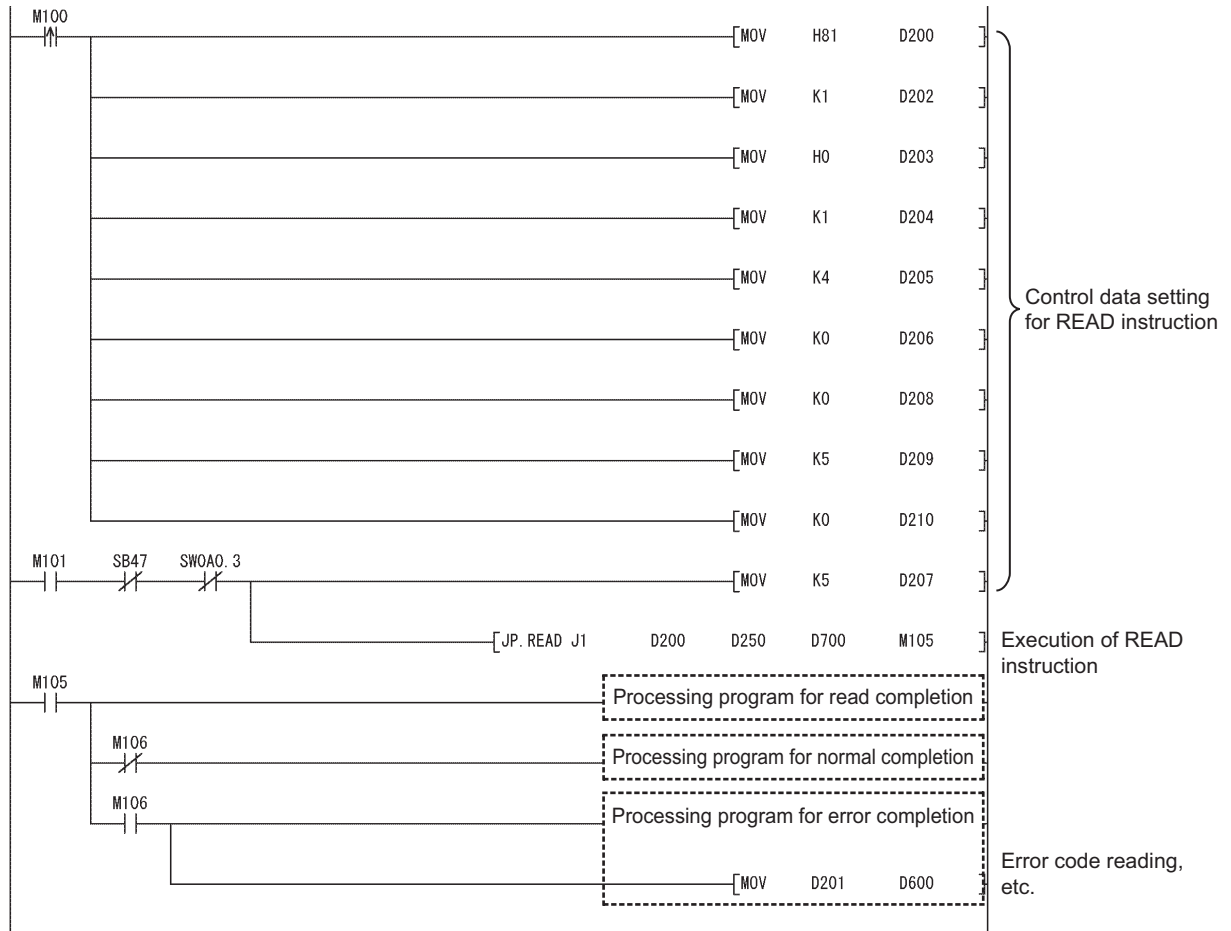 M100
[MOV H81 D200 ]
[MOV K1 D202 ]
[MOV H0 D203 ]
[MOV K1 D204 ]
[MOV K4 D205 ]
[MOV K0 D206 ]
[MOV K0 D208 ]
[MOV K5 D209 ]
[MOV K0 D210 ]
Control data setting
for READ instruction
M101 SB47 SW0A0.3
[MOV K5 D207 ]
[JP.READ J1 D200 D250 D700 M105 ]
Execution of READ
instruction
M105
Processing program for read completion
M106
Processing program for normal completion
M106
Processing program for error completion
[MOV D201 D600 ]
Error code reading,
etc.